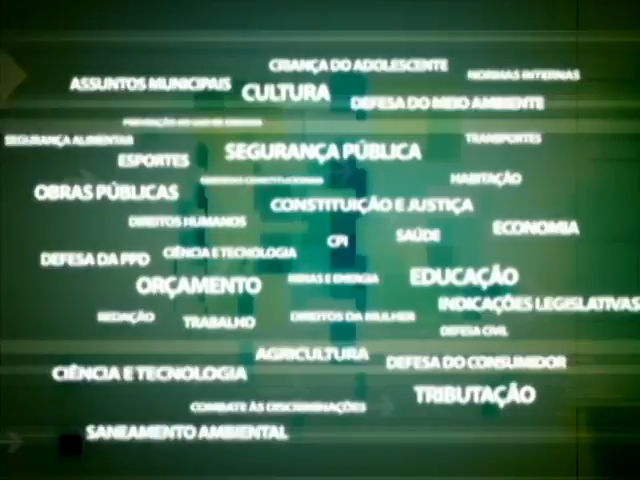 CRIANÇA DO ADOLESCENTE
NORMAS INTERNAS
ASSUNTOS MUNICIPAIS
CULTURA
DEFESA DO MEIO AMBIENTE
SEGURANÇA ALIMENTAR
TRANSPORTES
ESPORTES
SEGURANÇA PÚBLICA
HABITAÇÃO
OBRAS PÚBLICAS
CONSTITUIÇÃO E JUSTIÇA
DIREITOS HUMANOS
ECONOMIA
CPI
SAÚDE
DEFESA DA PPD
CIÊNCIA E TECNOLOGIA
ORÇAMENTO
MINAS E ENERGIA
EDUCAÇÃO
INDICAÇÕES LEGISLATIVAS
REDAÇÃO
TRABALHO
DIREITOS DA MULHER
DEFESA CIVIL
AGRICULTURA
DEFESA DO CONSUMIDOR
CIÊNCIA E TECNOLOGIA
TRIBUTAÇÃO
COMBATE ÀS DISCRIMINAÇÕES
SANEAMENTO AMBIENTAL